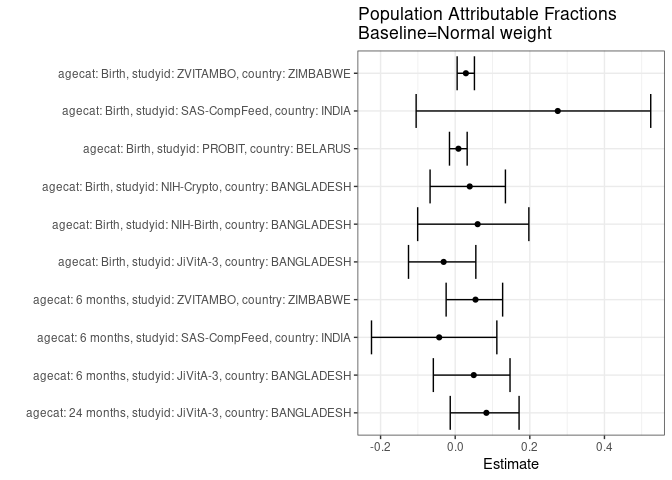 Population Attributable Fractions
Baseline=Normal weight
agecat: Birth, studyid: ZVITAMBO, country: ZIMBABWE
agecat: Birth, studyid: SAS-CompFeed, country: INDIA
agecat: Birth, studyid: PROBIT, country: BELARUS
agecat: Birth, studyid: NIH-Crypto, country: BANGLADESH
agecat: Birth, studyid: NIH-Birth, country: BANGLADESH
agecat: Birth, studyid: JiVitA-3, country: BANGLADESH
agecat: 6 months, studyid: ZVITAMBO, country: ZIMBABWE
agecat: 6 months, studyid: SAS-CompFeed, country: INDIA
agecat: 6 months, studyid: JiVitA-3, country: BANGLADESH
agecat: 24 months, studyid: JiVitA-3, country: BANGLADESH
-0.2 0.0 0.2 0.4
Estimate